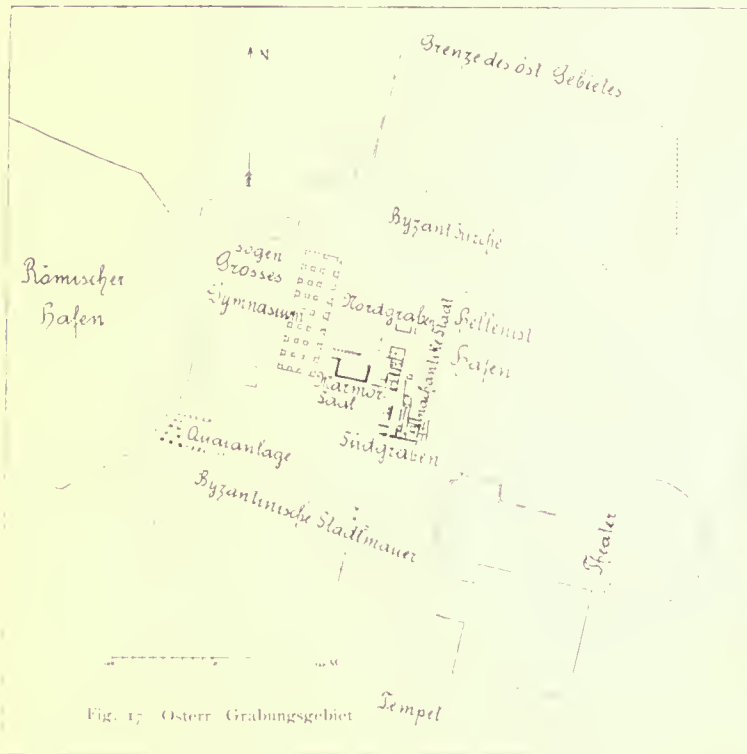 N
Grenze des öst Gebietes
Byzant Kirche
Römischer
Hafen
sogen
Grosses
Gymnasium
Nordgraben
Hellenist
Hafen
Marmor
Saal
Südgraben
Quaianlage
Byzantinische Stadtmauer
Theater
Tempel
Fig. 17 Österr Grabungsgebiet